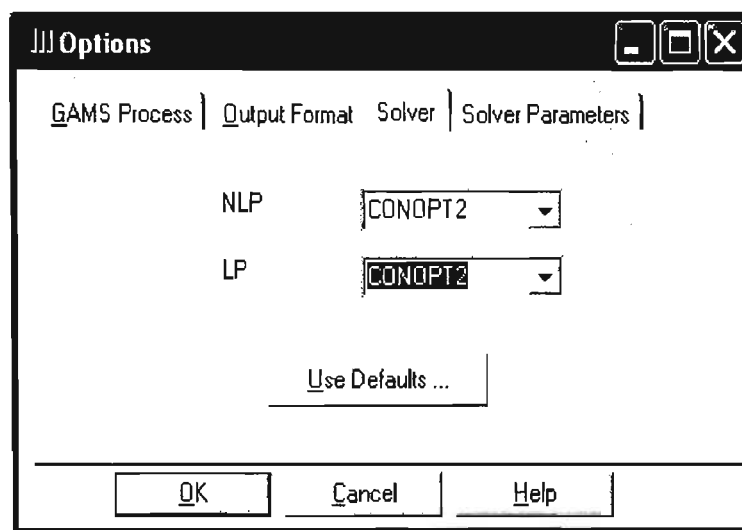 Options
GAMS Process Output Format Solver Solver Parameters
NLP CONOPT2
LP CONOPT2
Use Defaults ...
OK Cancel Help